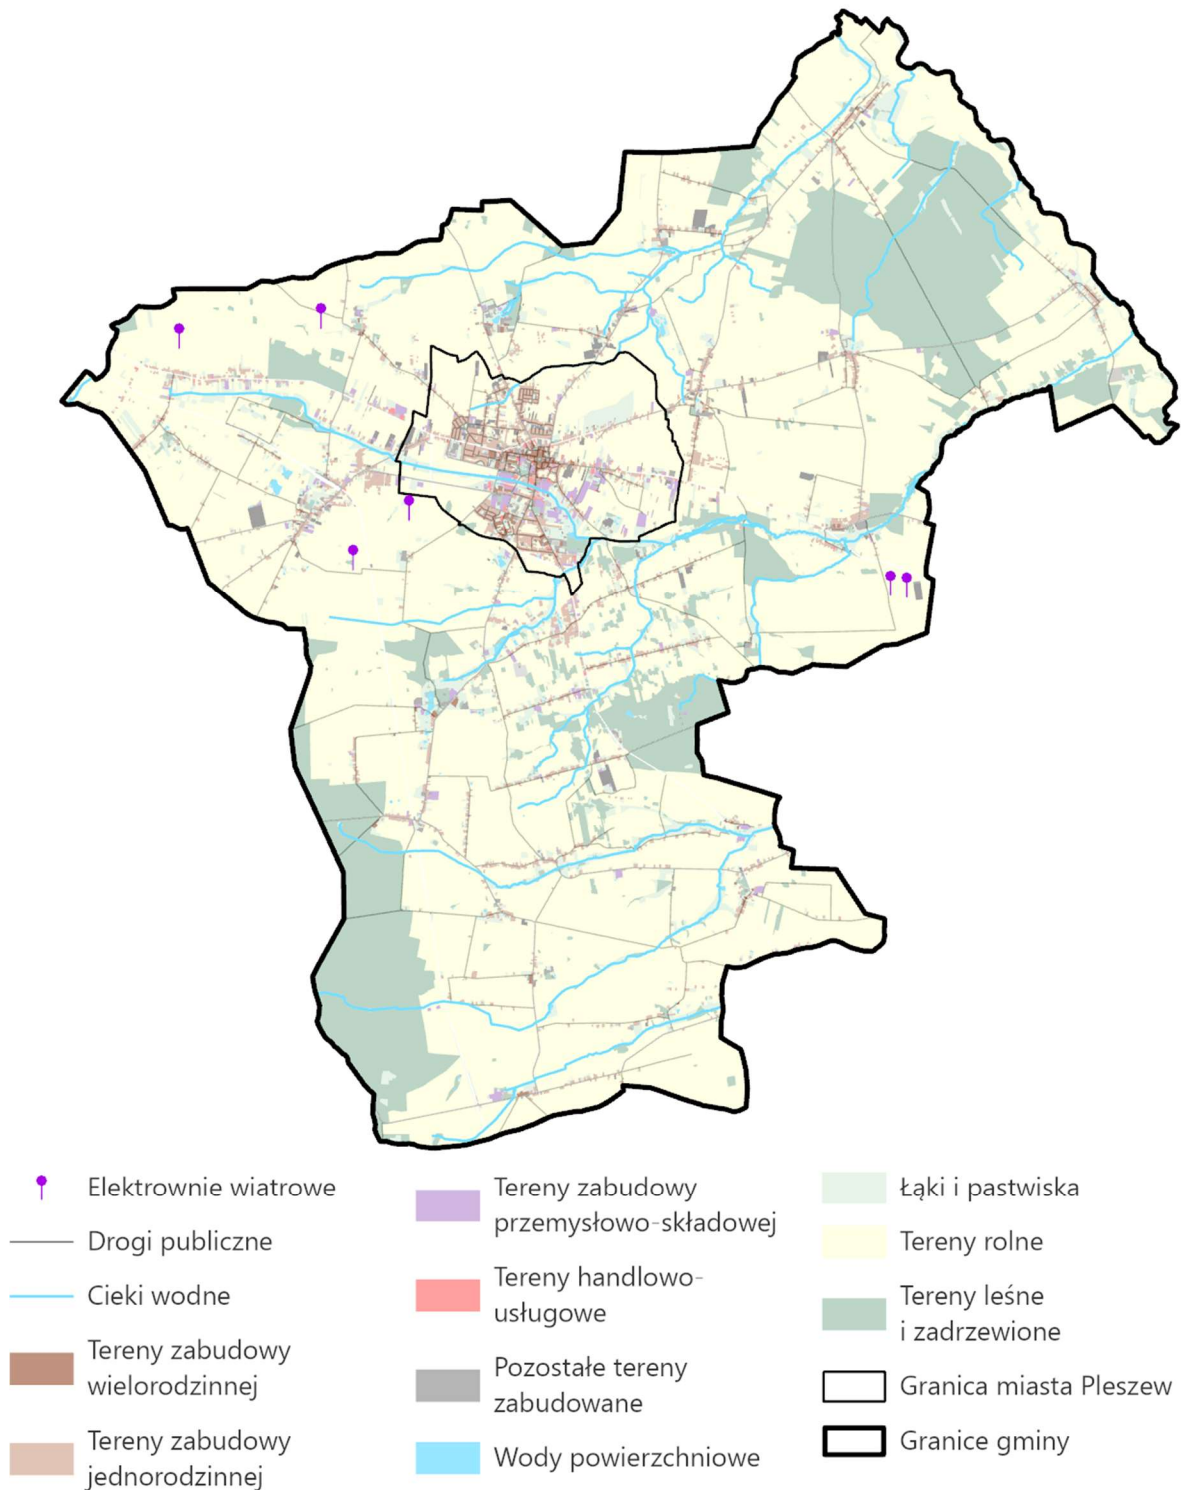 Elektrownie wiatrowe
Drogi publiczne
Cieki wodne
Tereny zabudowy
wielorodzinnej
Tereny zabudowy
jednorodzinnej
Tereny zabudowy
przemysłowo-składowej
Tereny handlowo-
usługowe
Pozostałe tereny
zabudowane
Wody powierzchniowe
Łąki i pastwiska
Tereny rolne
Tereny leśne
i zadrzewione
Granica miasta Pleszew
Granice gminy